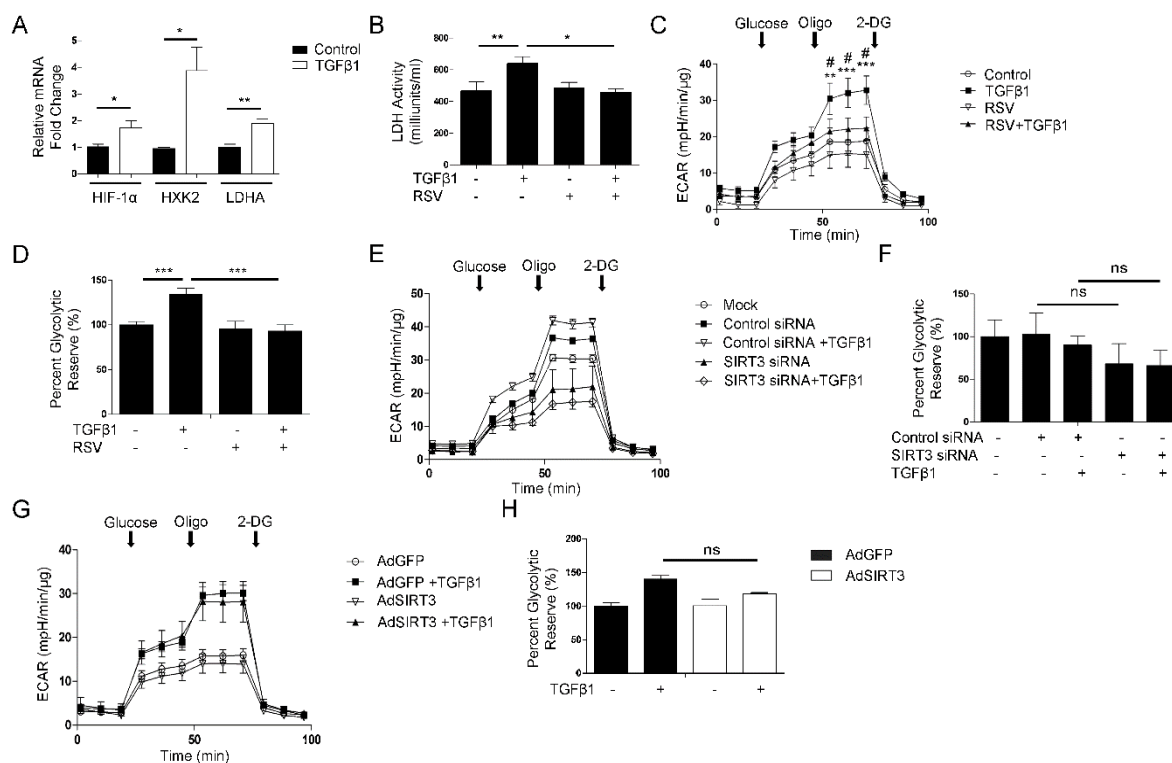 A
Relative mRNA
Fold Change
5
4
3
2
1
0
*
*
**
Control
TGFβ1
HIF-1α HXK2 LDHA
B
LDH Activity
(milliunits/ml)
800
600
400
200
0
** *
TGFβ1 - + - +
RSV - - + +
C
Glucose Oligo 2-DG
ECAR (mpH/min/μg)
40
30
20
10
0
# # #
** *** ***
0 50 100
Time (min)
Control
TGFβ1
RSV
RSV+TGFβ1
D
Percent Glycolytic
Reserve (%)
150
100
50
0
*** ***
TGFβ1 - + - +
RSV - - + +
E
Glucose Oligo 2-DG
ECAR (mpH/min/μg)
50
40
30
20
10
0
0 50 100
Time (min)
Mock
Control siRNA
Control siRNA +TGFβ1
SIRT3 siRNA
SIRT3 siRNA+TGFβ1
F
Percent Glycolytic
Reserve (%)
150
100
50
0
ns
ns
Control siRNA - + + - -
SIRT3 siRNA - - - + +
TGFβ1 - - + - +
G
Glucose Oligo 2-DG
ECAR (mpH/min/μg)
40
30
20
10
0
0 50 100
Time (min)
AdGFP
AdGFP +TGFβ1
AdSIRT3
AdSIRT3 +TGFβ1
H
Percent Glycolytic
Reserve (%)
200
150
100
50
0
ns
TGFβ1 - + - +
AdGFP
AdSIRT3